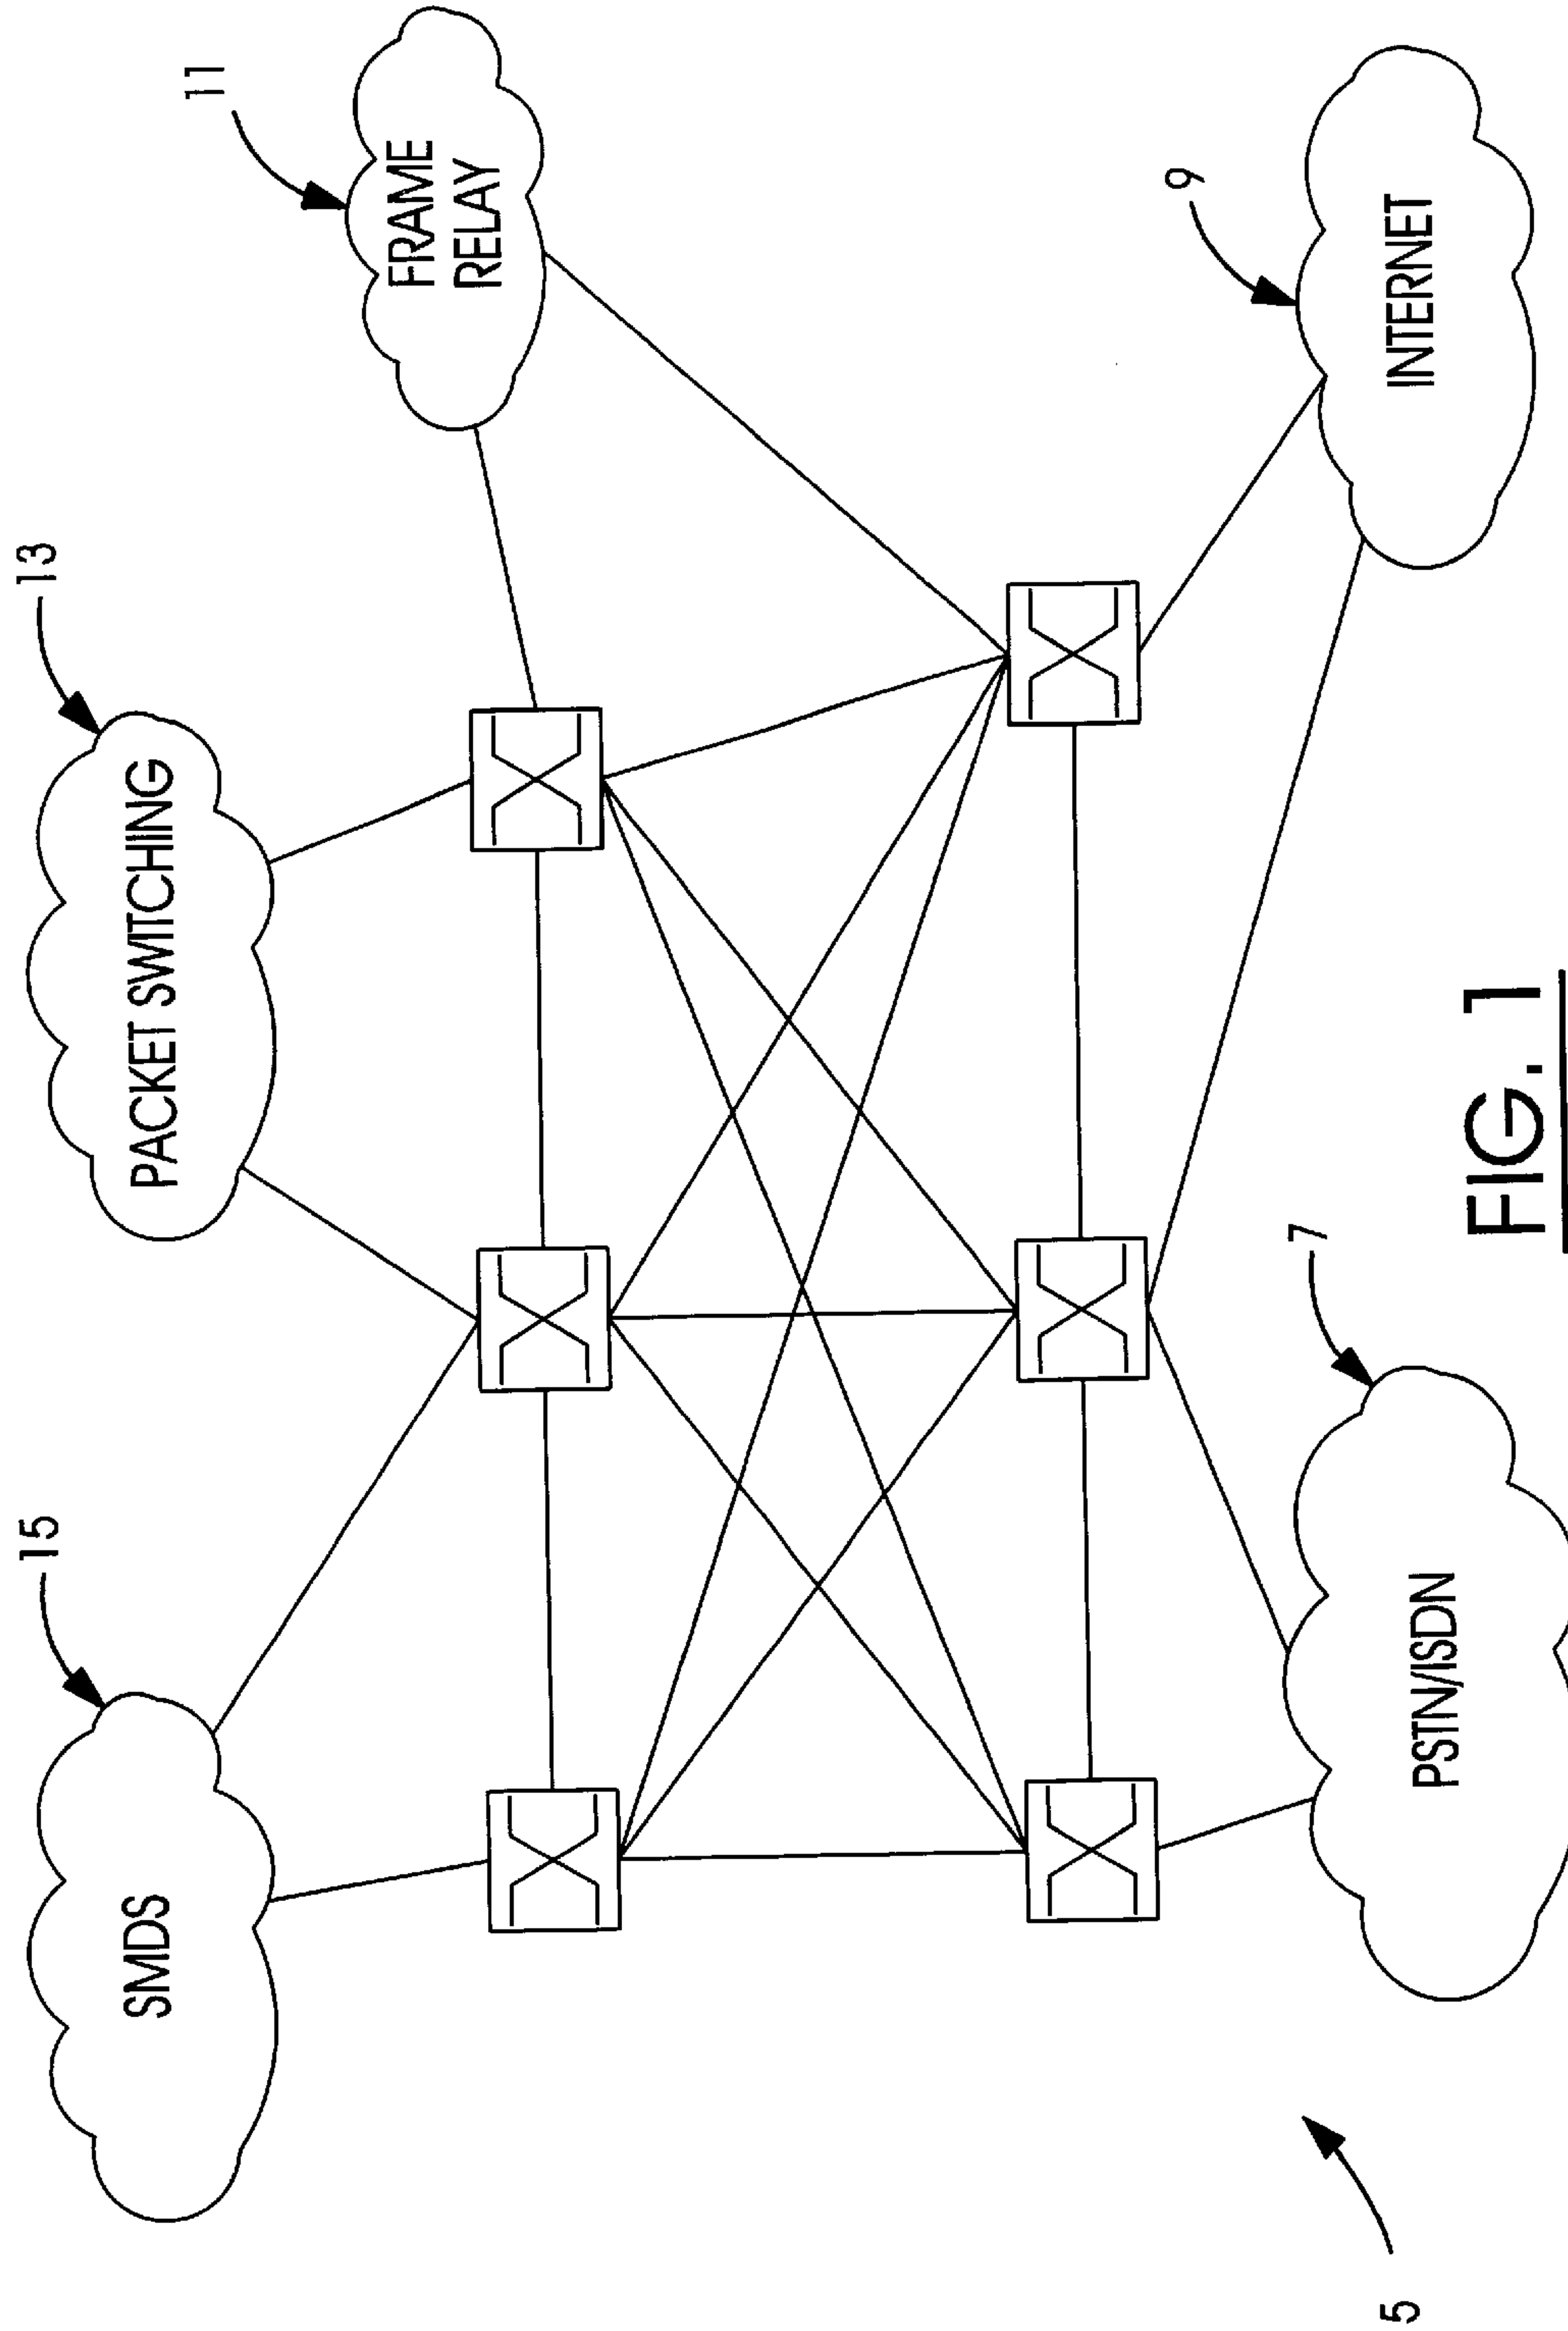 15
13
11
SMDS
PACKET SWITCHING
FRAME
RELAY
9
7
5
PSTN/ISDN
INTERNET
FIG. 1